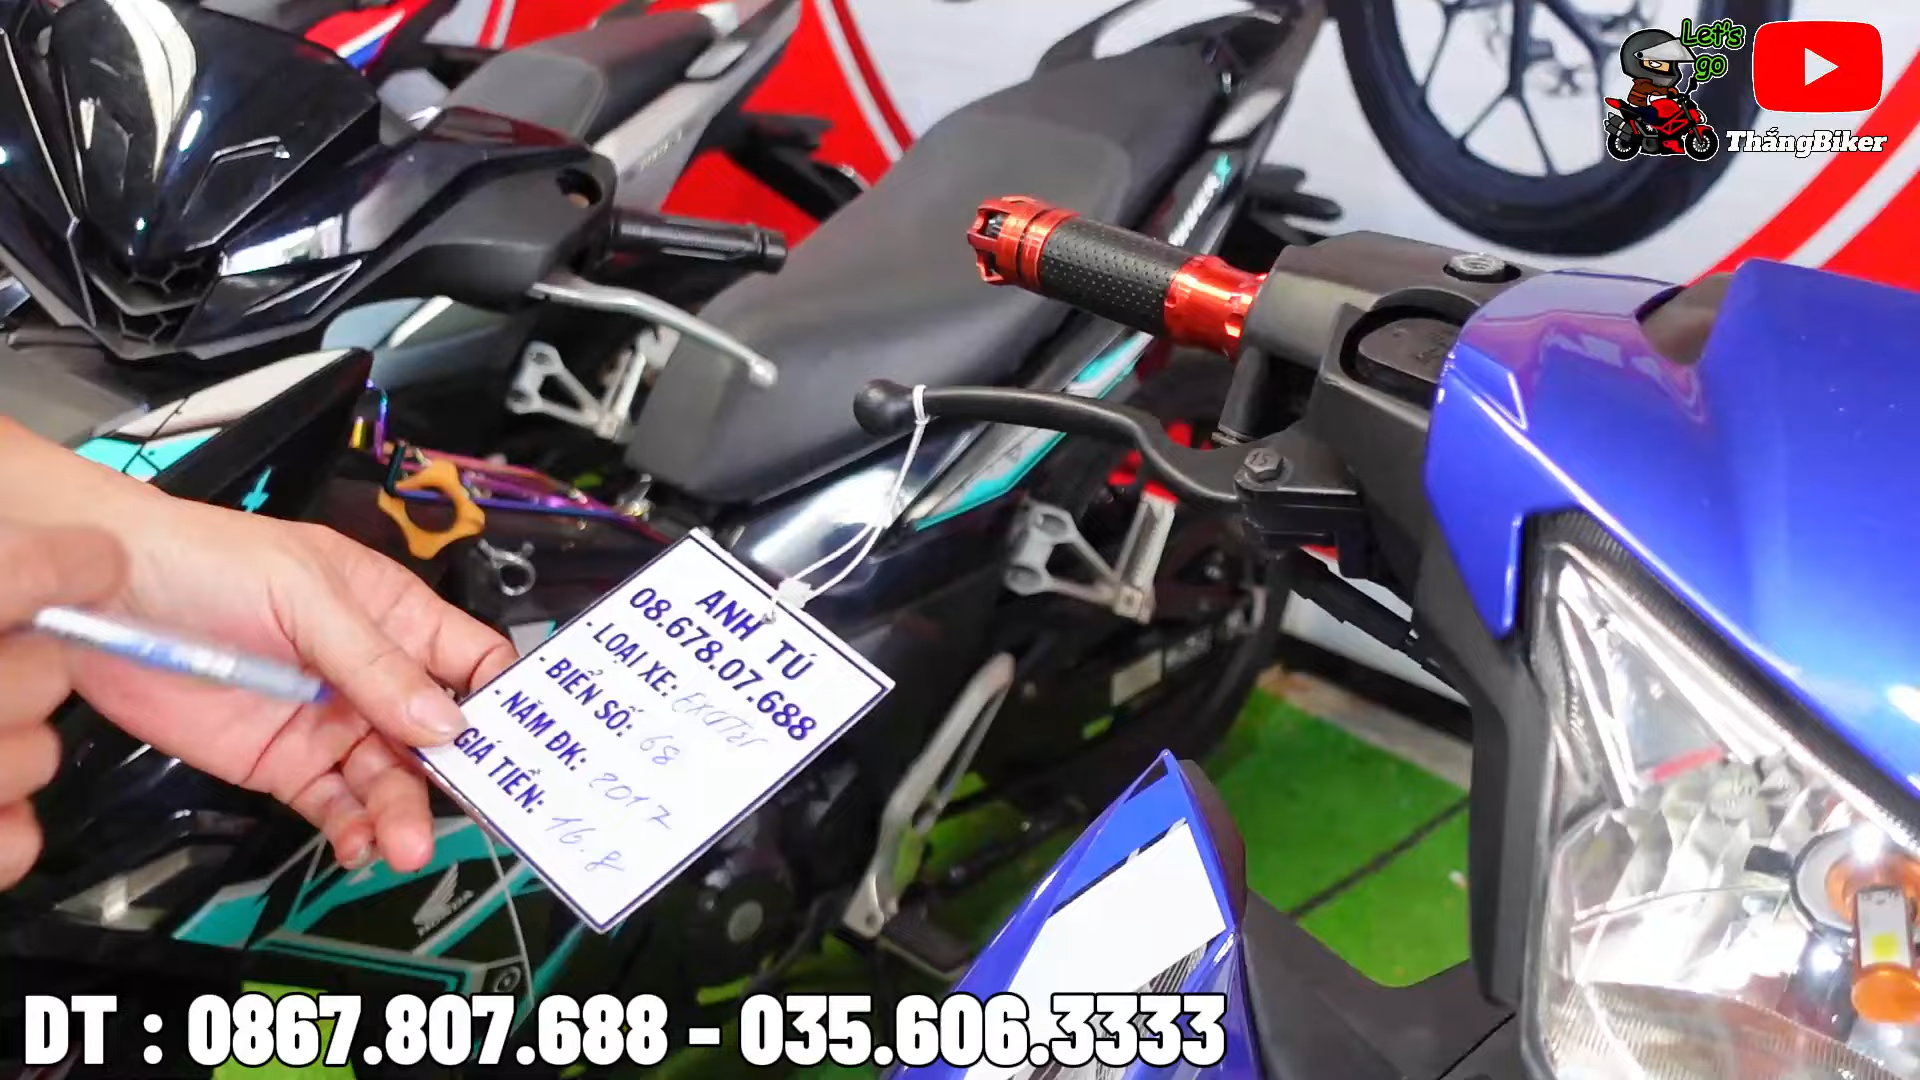 Let's
go
ThắngBiker
ANH TÚ
08.678.07.688
- LOẠI XE: EXCITER
- BIỂN SỐ: 68
- NĂM ĐK: 2017
GIÁ TIỀN: 16.8
HONDA
DT : 0867.807.688 - 035.606.3333